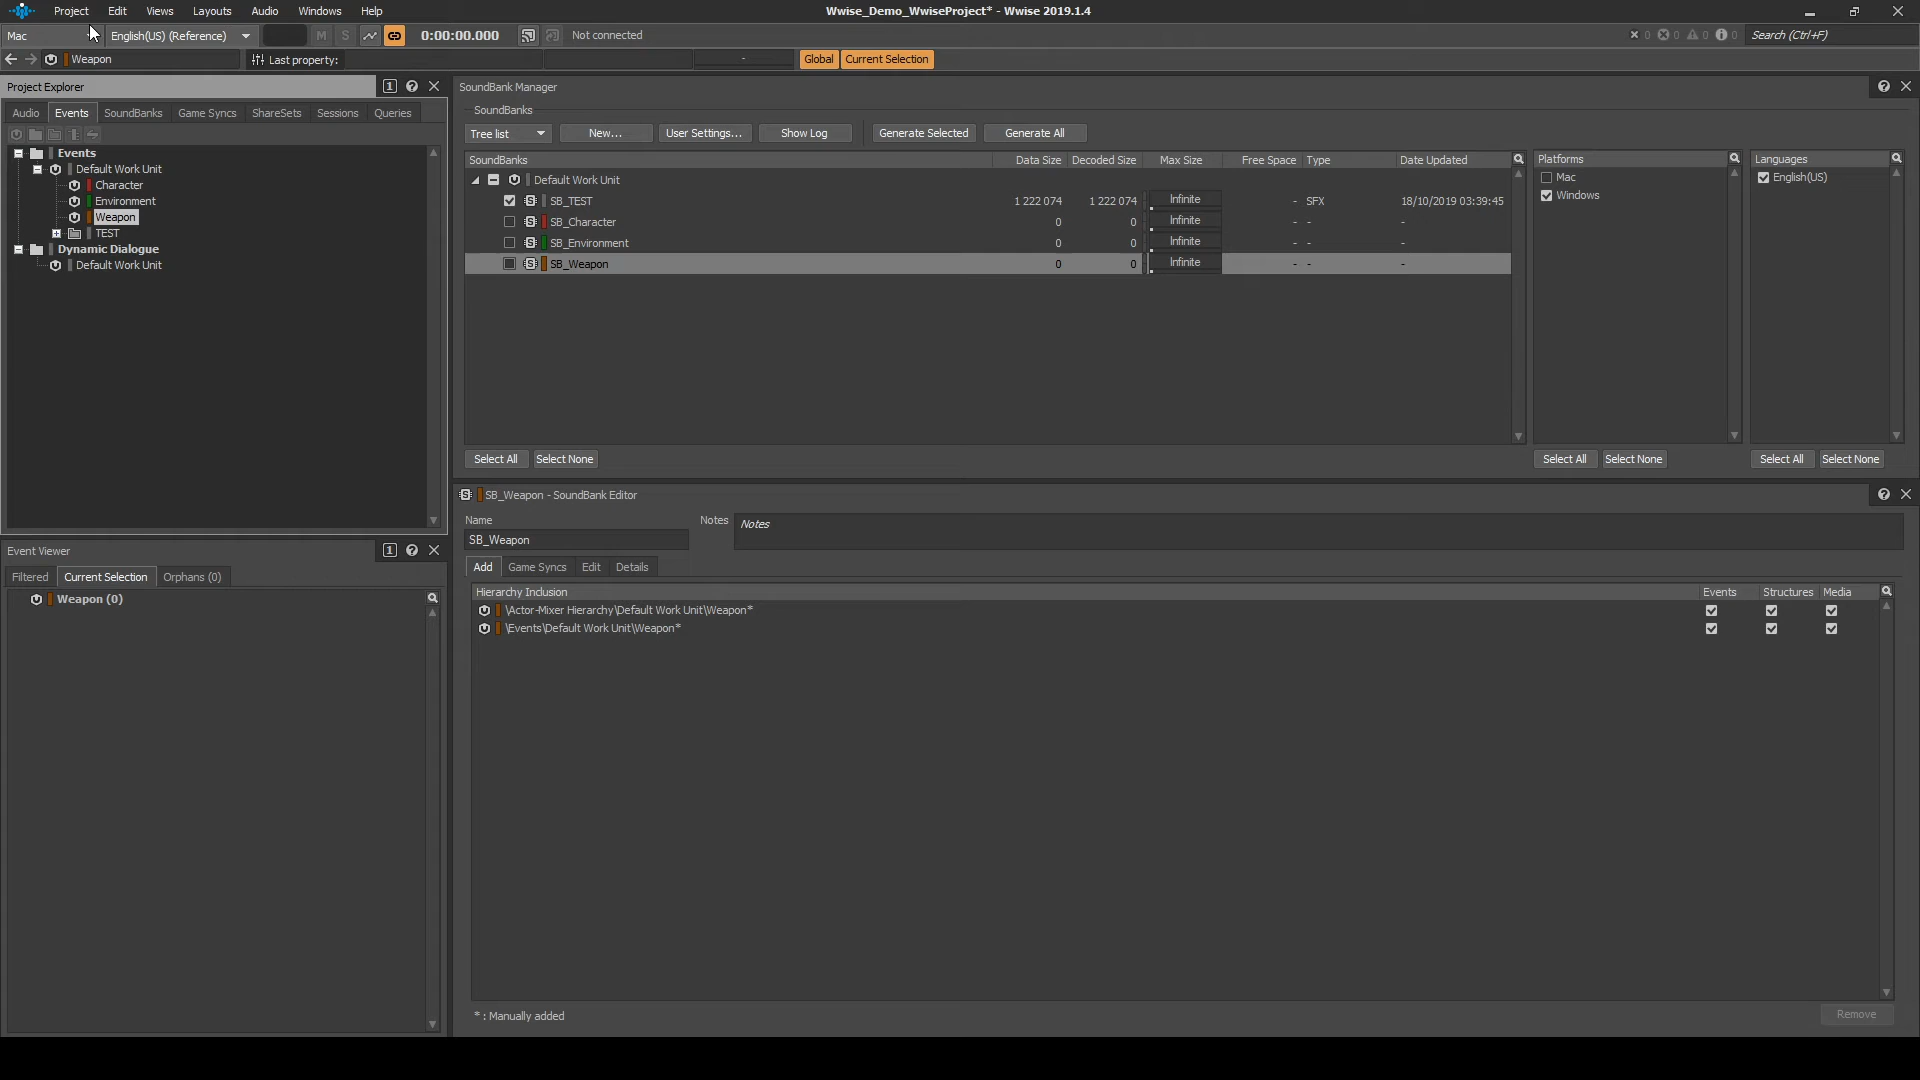 Project Edit Views Layouts Audio Windows Help
Wwise_Demo_WwiseProject* - Wwise 2019.1.4
Mac English(US) (Reference) M S 0:00:00.000 Not connected 0 0 0 0 Search (Ctrl+F)
Weapon Last property: - Global Current Selection
Project Explorer 1
Audio Events SoundBanks Game Syncs ShareSets Sessions Queries
Events
Default Work Unit
Character
Environment
Weapon
TEST
Dynamic Dialogue
Default Work Unit
Event Viewer 1
Filtered Current Selection Orphans (0)
Weapon (0)
SoundBank Manager
SoundBanks
Tree list New... User Settings... Show Log Generate Selected Generate All
SoundBanks Data Size Decoded Size Max Size Free Space Type Date Updated
Default Work Unit
SB_TEST 1 222 074 1 222 074 Infinite - SFX 18/10/2019 03:39:45
SB_Character 0 0 Infinite - - -
SB_Environment 0 0 Infinite - - -
SB_Weapon 0 0 Infinite - - -
Select All Select None
Platforms
Mac
Windows
Select All Select None
Languages
English(US)
Select All Select None
SB_Weapon - SoundBank Editor
Name Notes Notes
SB_Weapon
Add Game Syncs Edit Details
Hierarchy Inclusion Events Structures Media
\Actor-Mixer Hierarchy\Default Work Unit\Weapon*
\Events\Default Work Unit\Weapon*
* : Manually added
Remove